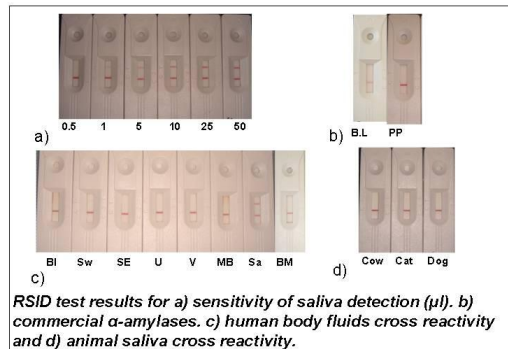 0.5 1 5 10 25 50
a)
B.L PP
b)
Bl Sw SE U V MB Sa BM
c)
Cow Cat Dog
d)
RSID test results for a) sensitivity of saliva detection (µl). b)
commercial α-amylases. c) human body fluids cross reactivity
and d) animal saliva cross reactivity.